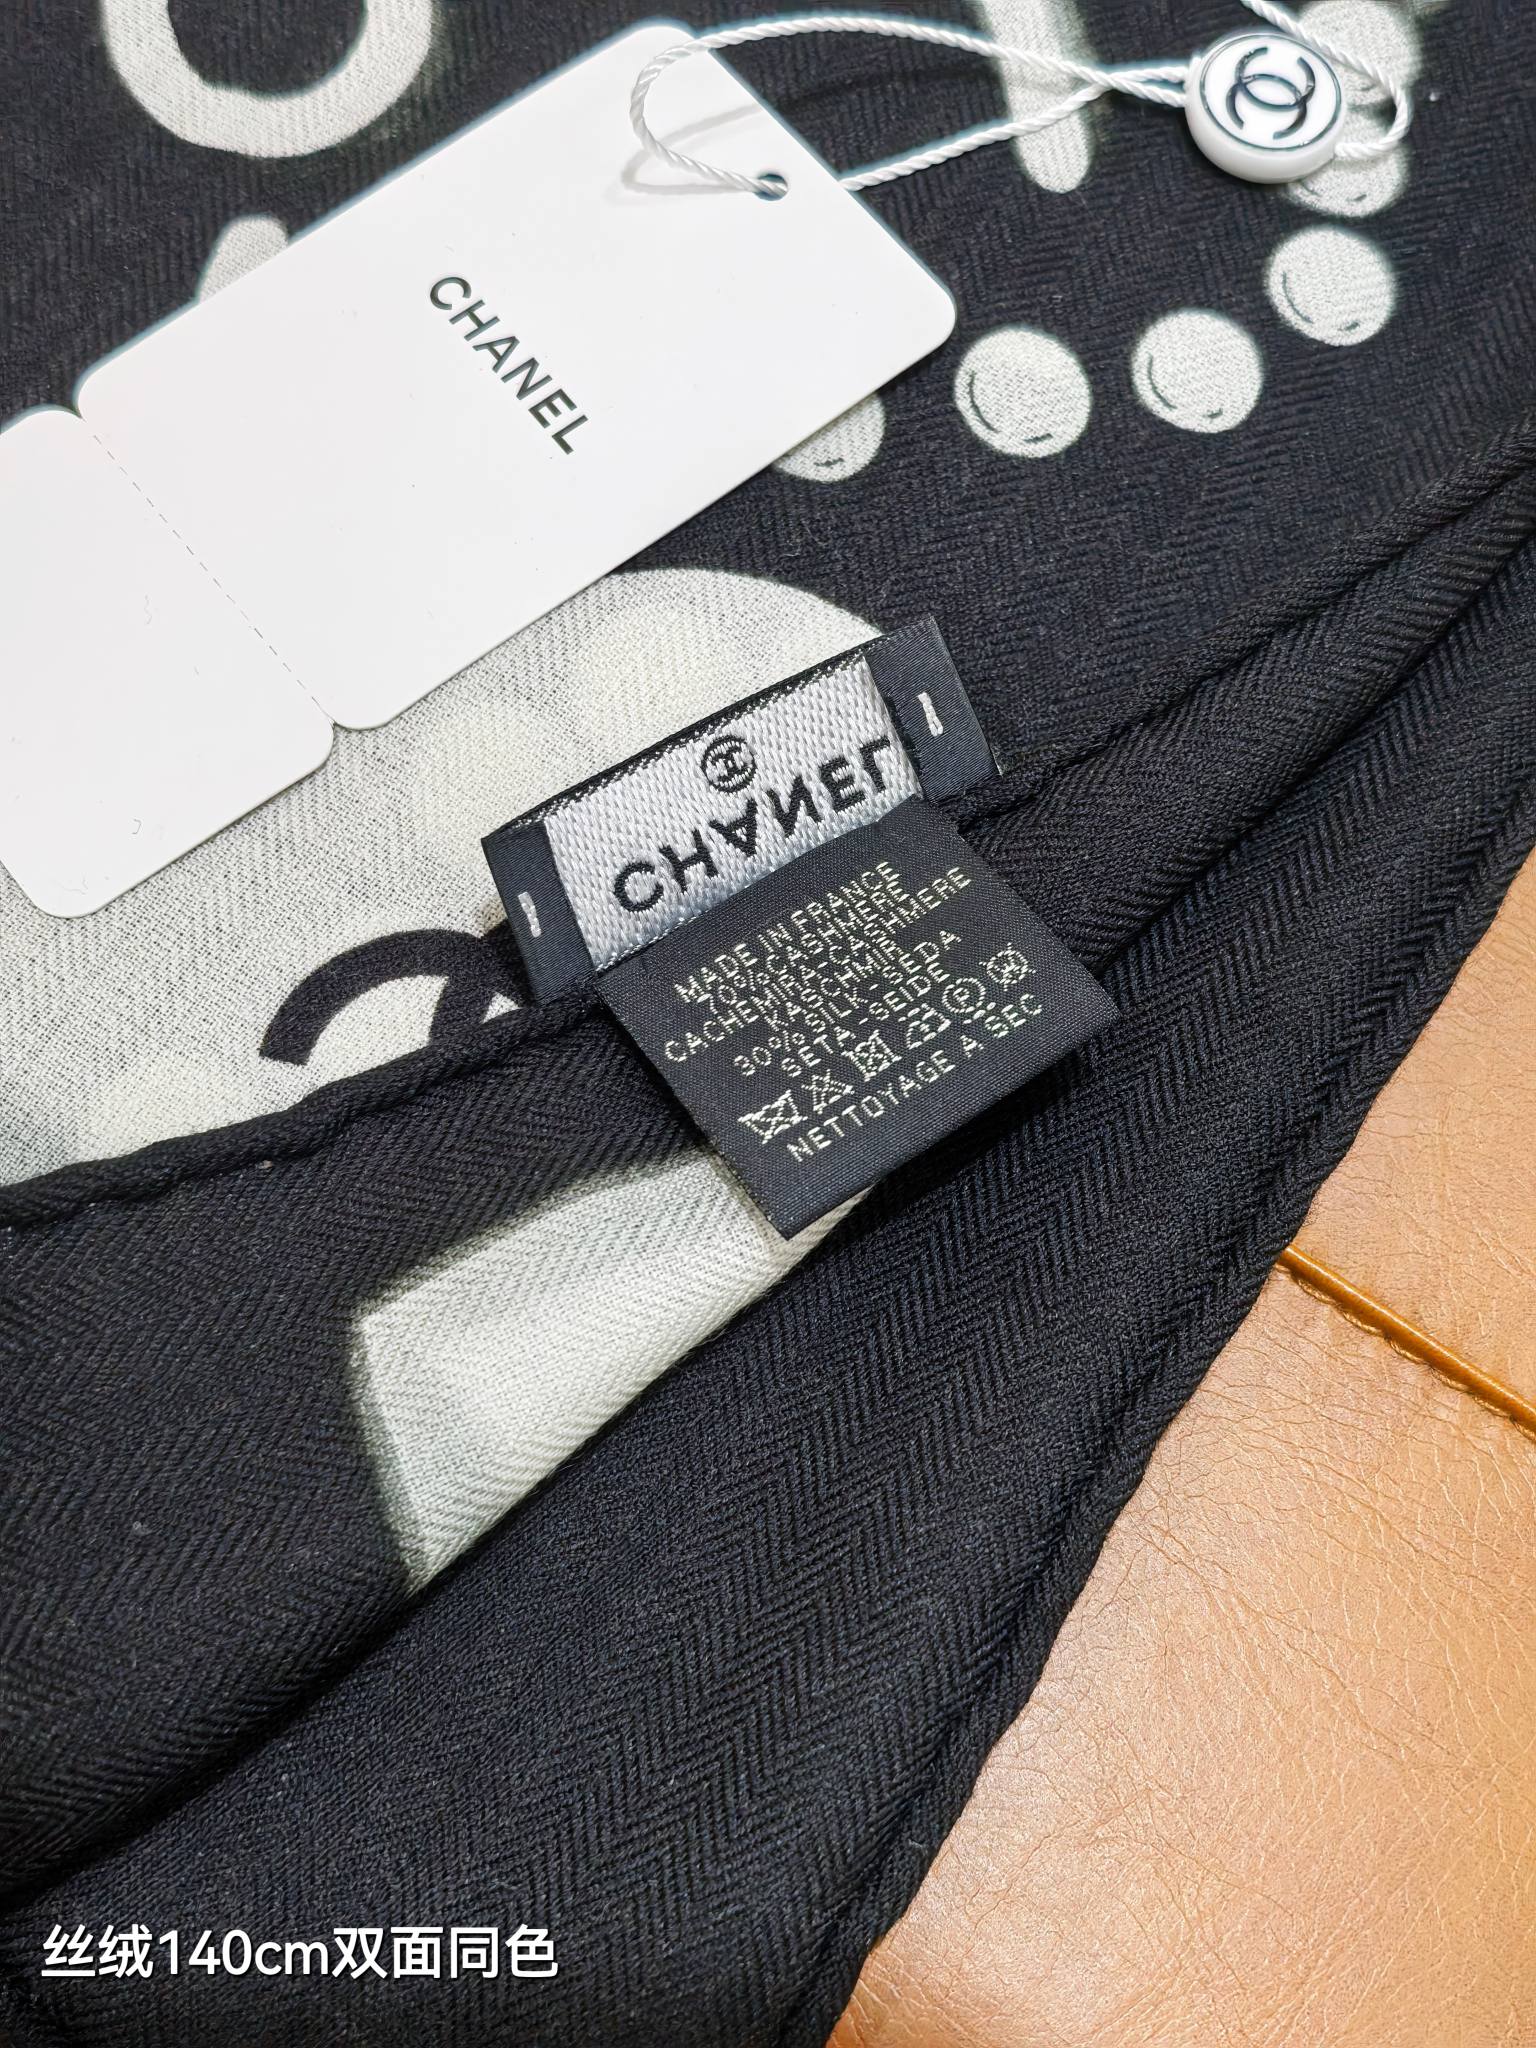 CHANEL
CHANEL
MADE IN FRANCE
70%CASHMERE
CACHEMIRA-CASHMERE
KASCHMIR
30%SILK-SEDA
SETA-SEIDE
NETTOYAGE A SEC
丝绒140cm双面同色